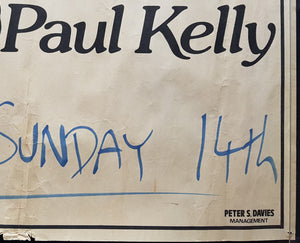 Paul Kelly
SUNDAY 14th
PETER S. DAVIES
MANAGEMENT